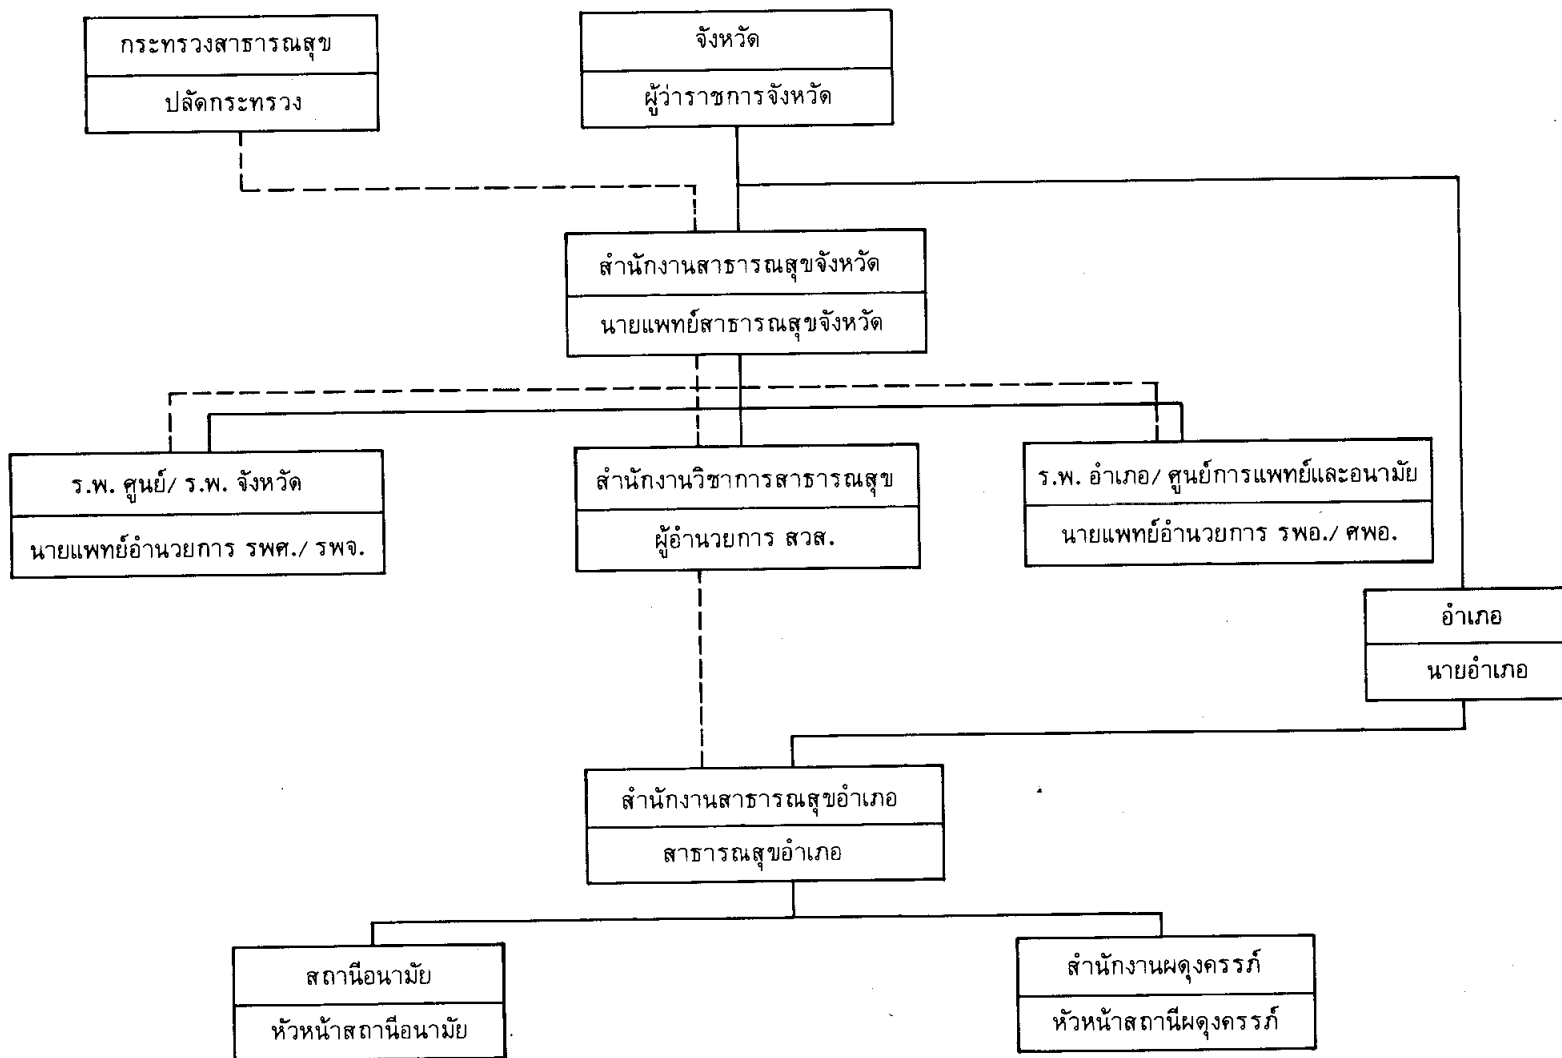 กระทรวงสาธารณสุข
ปลัดกระทรวง
จังหวัด
ผู้ว่าราชการจังหวัด
สำนักงานสาธารณสุขจังหวัด
นายแพทย์สาธารณสุขจังหวัด
ร.พ. ศูนย์/ ร.พ. จังหวัด
นายแพทย์อำนวยการ รพศ./ รพจ.
สำนักงานวิชาการสาธารณสุข
ผู้อำนวยการ สวส.
ร.พ. อำเภอ/ ศูนย์การแพทย์และอนามัย
นายแพทย์อำนวยการ รพอ./ ศพอ.
อำเภอ
นายอำเภอ
สำนักงานสาธารณสุขอำเภอ
สาธารณสุขอำเภอ
สถานีอนามัย
หัวหน้าสถานีอนามัย
สำนักงานผดุงครรภ์
หัวหน้าสถานีผดุงครรภ์